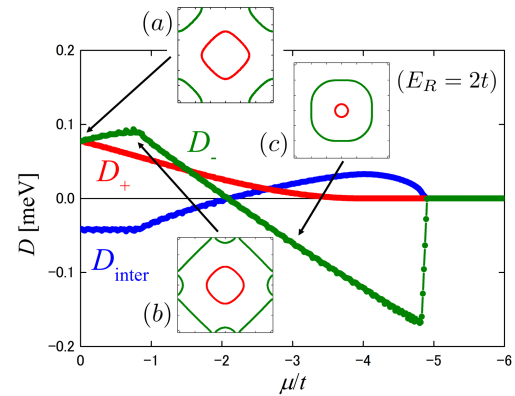 (a)
(E_R = 2t)
(c)
D_-
D_+
D_inter
(b)
D [meV]
0.2
0.1
0.0
-0.1
-0.2
0 -1 -2 -3 -4 -5 -6
μ/t